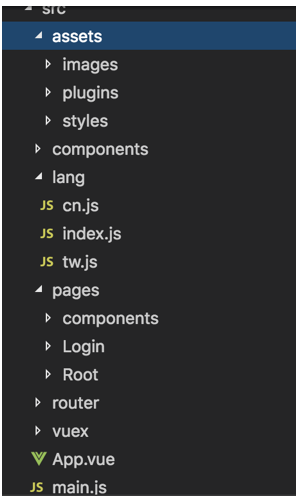 src
assets
images
plugins
styles
components
lang
JS cn.js
JS index.js
JS tw.js
pages
components
Login
Root
router
vuex
App.vue
JS main.js